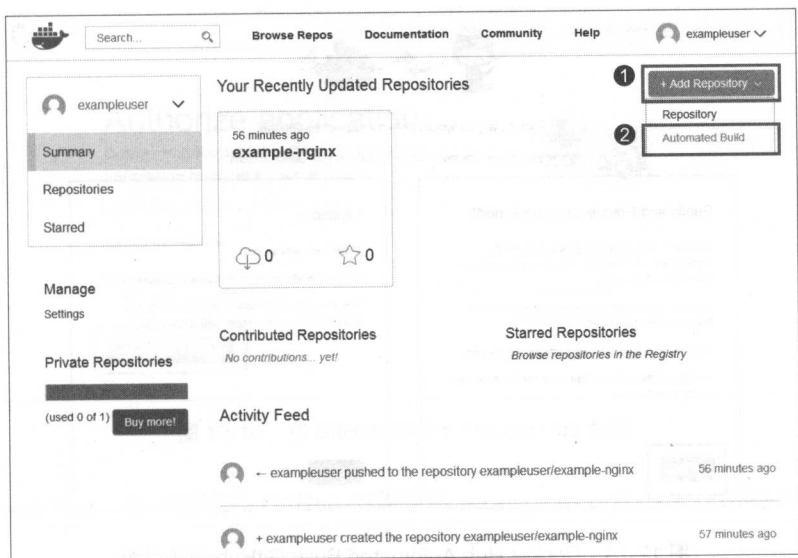 Search...
Browse Repos
Documentation
Community
Help
exampleuser
exampleuser
Summary
Repositories
Starred
Manage
Settings
Private Repositories
(used 0 of 1)
Buy more!
Your Recently Updated Repositories
56 minutes ago
example-nginx
0
0
1
+ Add Repository
Repository
2
Automated Build
Contributed Repositories
No contributions... yet!
Starred Repositories
Browse repositories in the Registry
Activity Feed
← exampleuser pushed to the repository exampleuser/example-nginx
56 minutes ago
+ exampleuser created the repository exampleuser/example-nginx
57 minutes ago